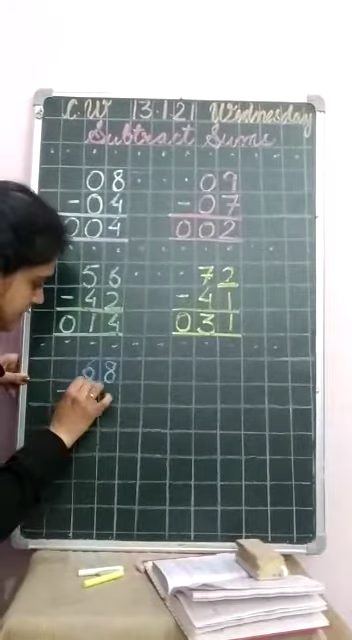 C.W 13.1.21 Wednesday
Subtract Sums
08 09
- 04 - 07
004 002
56 72
- 42 - 41
014 031
68
-